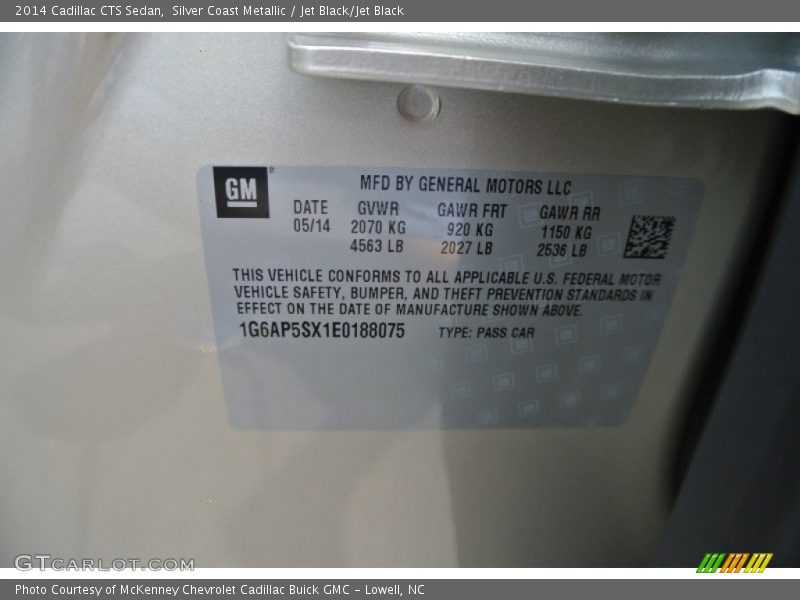 2014 Cadillac CTS Sedan, Silver Coast Metallic / Jet Black/Jet Black
GM
MFD BY GENERAL MOTORS LLC
DATE GVWR GAWR FRT GAWR RR
05/14 2070 KG 920 KG 1150 KG
4563 LB 2027 LB 2536 LB
THIS VEHICLE CONFORMS TO ALL APPLICABLE U.S. FEDERAL MOTOR
VEHICLE SAFETY, BUMPER, AND THEFT PREVENTION STANDARDS IN
EFFECT ON THE DATE OF MANUFACTURE SHOWN ABOVE.
1G6AP5SX1E0188075 TYPE: PASS CAR
GTCARLOT.COM
Photo Courtesy of McKenney Chevrolet Cadillac Buick GMC - Lowell, NC